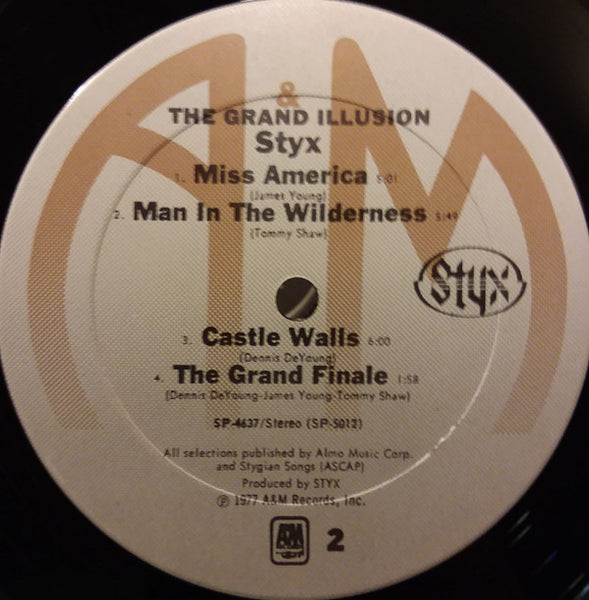 A&M
THE GRAND ILLUSION
Styx
1. Miss America 5:01
(James Young)
2. Man In The Wilderness 5:49
(Tommy Shaw)
Styx
3. Castle Walls 6:00
(Dennis DeYoung)
4. The Grand Finale 1:58
(Dennis DeYoung-James Young-Tommy Shaw)
SP-4637/Stereo (SP-5012)
All selections published by Almo Music Corp.
and Stygian Songs (ASCAP)
Produced by STYX
℗ 1977 A&M Records, Inc.
A&M
2